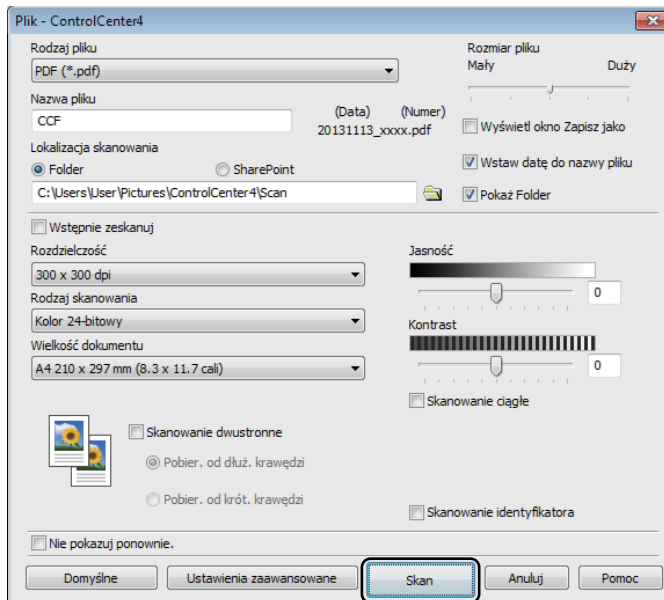 Plik - ControlCenter4
Rodzaj pliku
PDF (*.pdf)
Rozmiar pliku
Mały Duży
Nazwa pliku
CCF
(Data) (Numer)
20131113_xxxx.pdf
Wyświetl okno Zapisz jako
Lokalizacja skanowania
Folder SharePoint
Wstaw datę do nazwy pliku
C:\Users\User\Pictures\ControlCenter4\Scan
Pokaż Folder
Wstępnie zeskanuj
Rozdzielczość
300 x 300 dpi
Rodzaj skanowania
Kolor 24-bitowy
Wielkość dokumentu
A4 210 x 297 mm (8.3 x 11.7 cali)
Jasność
0
Kontrast
0
Skanowanie ciągłe
Skanowanie dwustronne
Pobier. od dłuż. krawędzi
Pobier. od krót. krawędzi
Skanowanie identyfikatora
Nie pokazuj ponownie.
Domyślne Ustawienia zaawansowane Skan Anuluj Pomoc